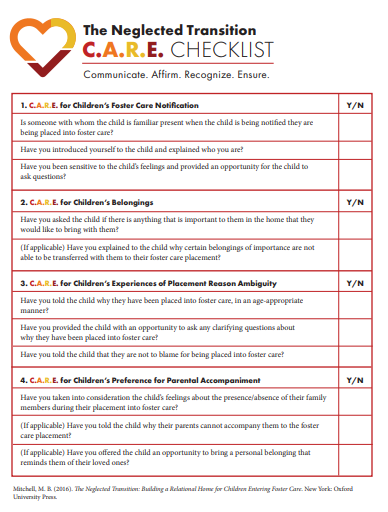 The Neglected Transition
C.A.R.E. CHECKLIST
Communicate. Affirm. Recognize. Ensure.
1. C.A.R.E. for Children's Foster Care Notification Y/N
Is someone with whom the child is familiar present when the child is being notified they are
being placed into foster care?
Have you introduced yourself to the child and explained who you are?
Have you been sensitive to the child's feelings and provided an opportunity for the child to
ask questions?
2. C.A.R.E. for Children's Belongings Y/N
Have you asked the child if there is anything that is important to them in the home that they
would like to bring with them?
(If applicable) Have you explained to the child why certain belongings of importance are not
able to be transferred with them to their foster care placement?
3. C.A.R.E. for Children's Experiences of Placement Reason Ambiguity Y/N
Have you told the child why they have been placed into foster care, in an age-appropriate
manner?
Have you provided the child with an opportunity to ask any clarifying questions about
why they have been placed into foster care?
Have you told the child that they are not to blame for being placed into foster care?
4. C.A.R.E. for Children's Preference for Parental Accompaniment Y/N
Have you taken into consideration the child's feelings about the presence/absence of their family
members during their placement into foster care?
(If applicable) Have you told the child why their parents cannot accompany them to the foster
care placement?
(If applicable) Have you offered the child an opportunity to bring a personal belonging that
reminds them of their loved ones?
Mitchell, M. B. (2016). The Neglected Transition: Building a Relational Home for Children Entering Foster Care. New York: Oxford
University Press.